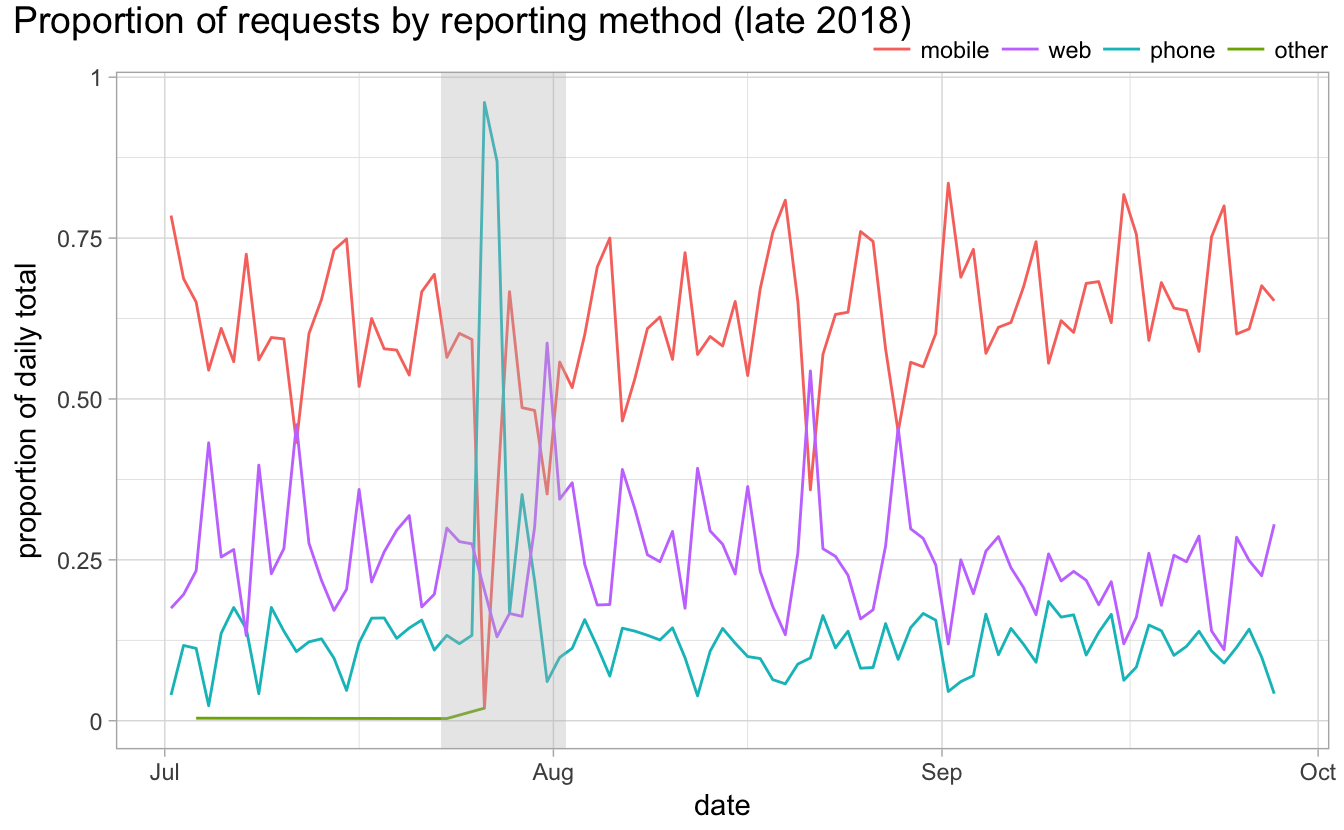 Proportion of requests by reporting method (late 2018)
mobile web phone other
1
0.75
0.50
0.25
0
proportion of daily total
Jul Aug Sep Oct
date